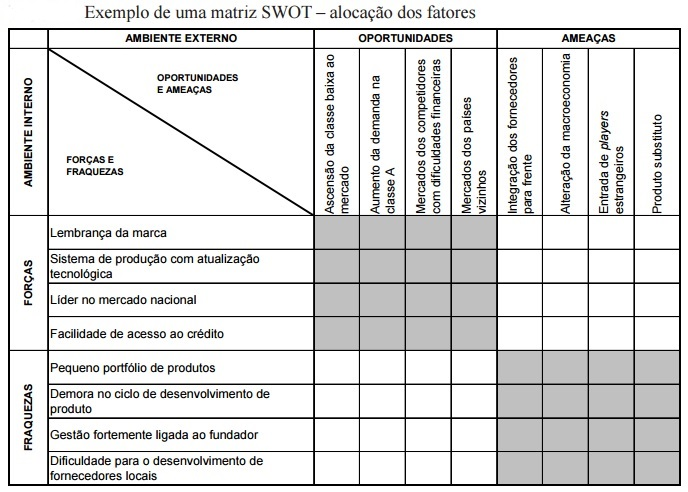 Exemplo de uma matriz SWOT – alocação dos fatores
AMBIENTE EXTERNO
OPORTUNIDADES
AMEAÇAS
AMBIENTE INTERNO
OPORTUNIDADES
E AMEAÇAS
FORÇAS E
FRAQUEZAS
Ascensão da classe baixa ao
mercado
Aumento da demanda na
classe A
Mercados dos competidores
com dificuldades financeiras
Mercados dos países
vizinhos
Integração dos fornecedores
para frente
Alteração da macroeconomia
Entrada de players
estrangeiros
Produto substituto
FORÇAS
Lembrança da marca
Sistema de produção com atualização
tecnológica
Líder no mercado nacional
Facilidade de acesso ao crédito
FRAQUEZAS
Pequeno portfólio de produtos
Demora no ciclo de desenvolvimento de
produto
Gestão fortemente ligada ao fundador
Dificuldade para o desenvolvimento de
fornecedores locais